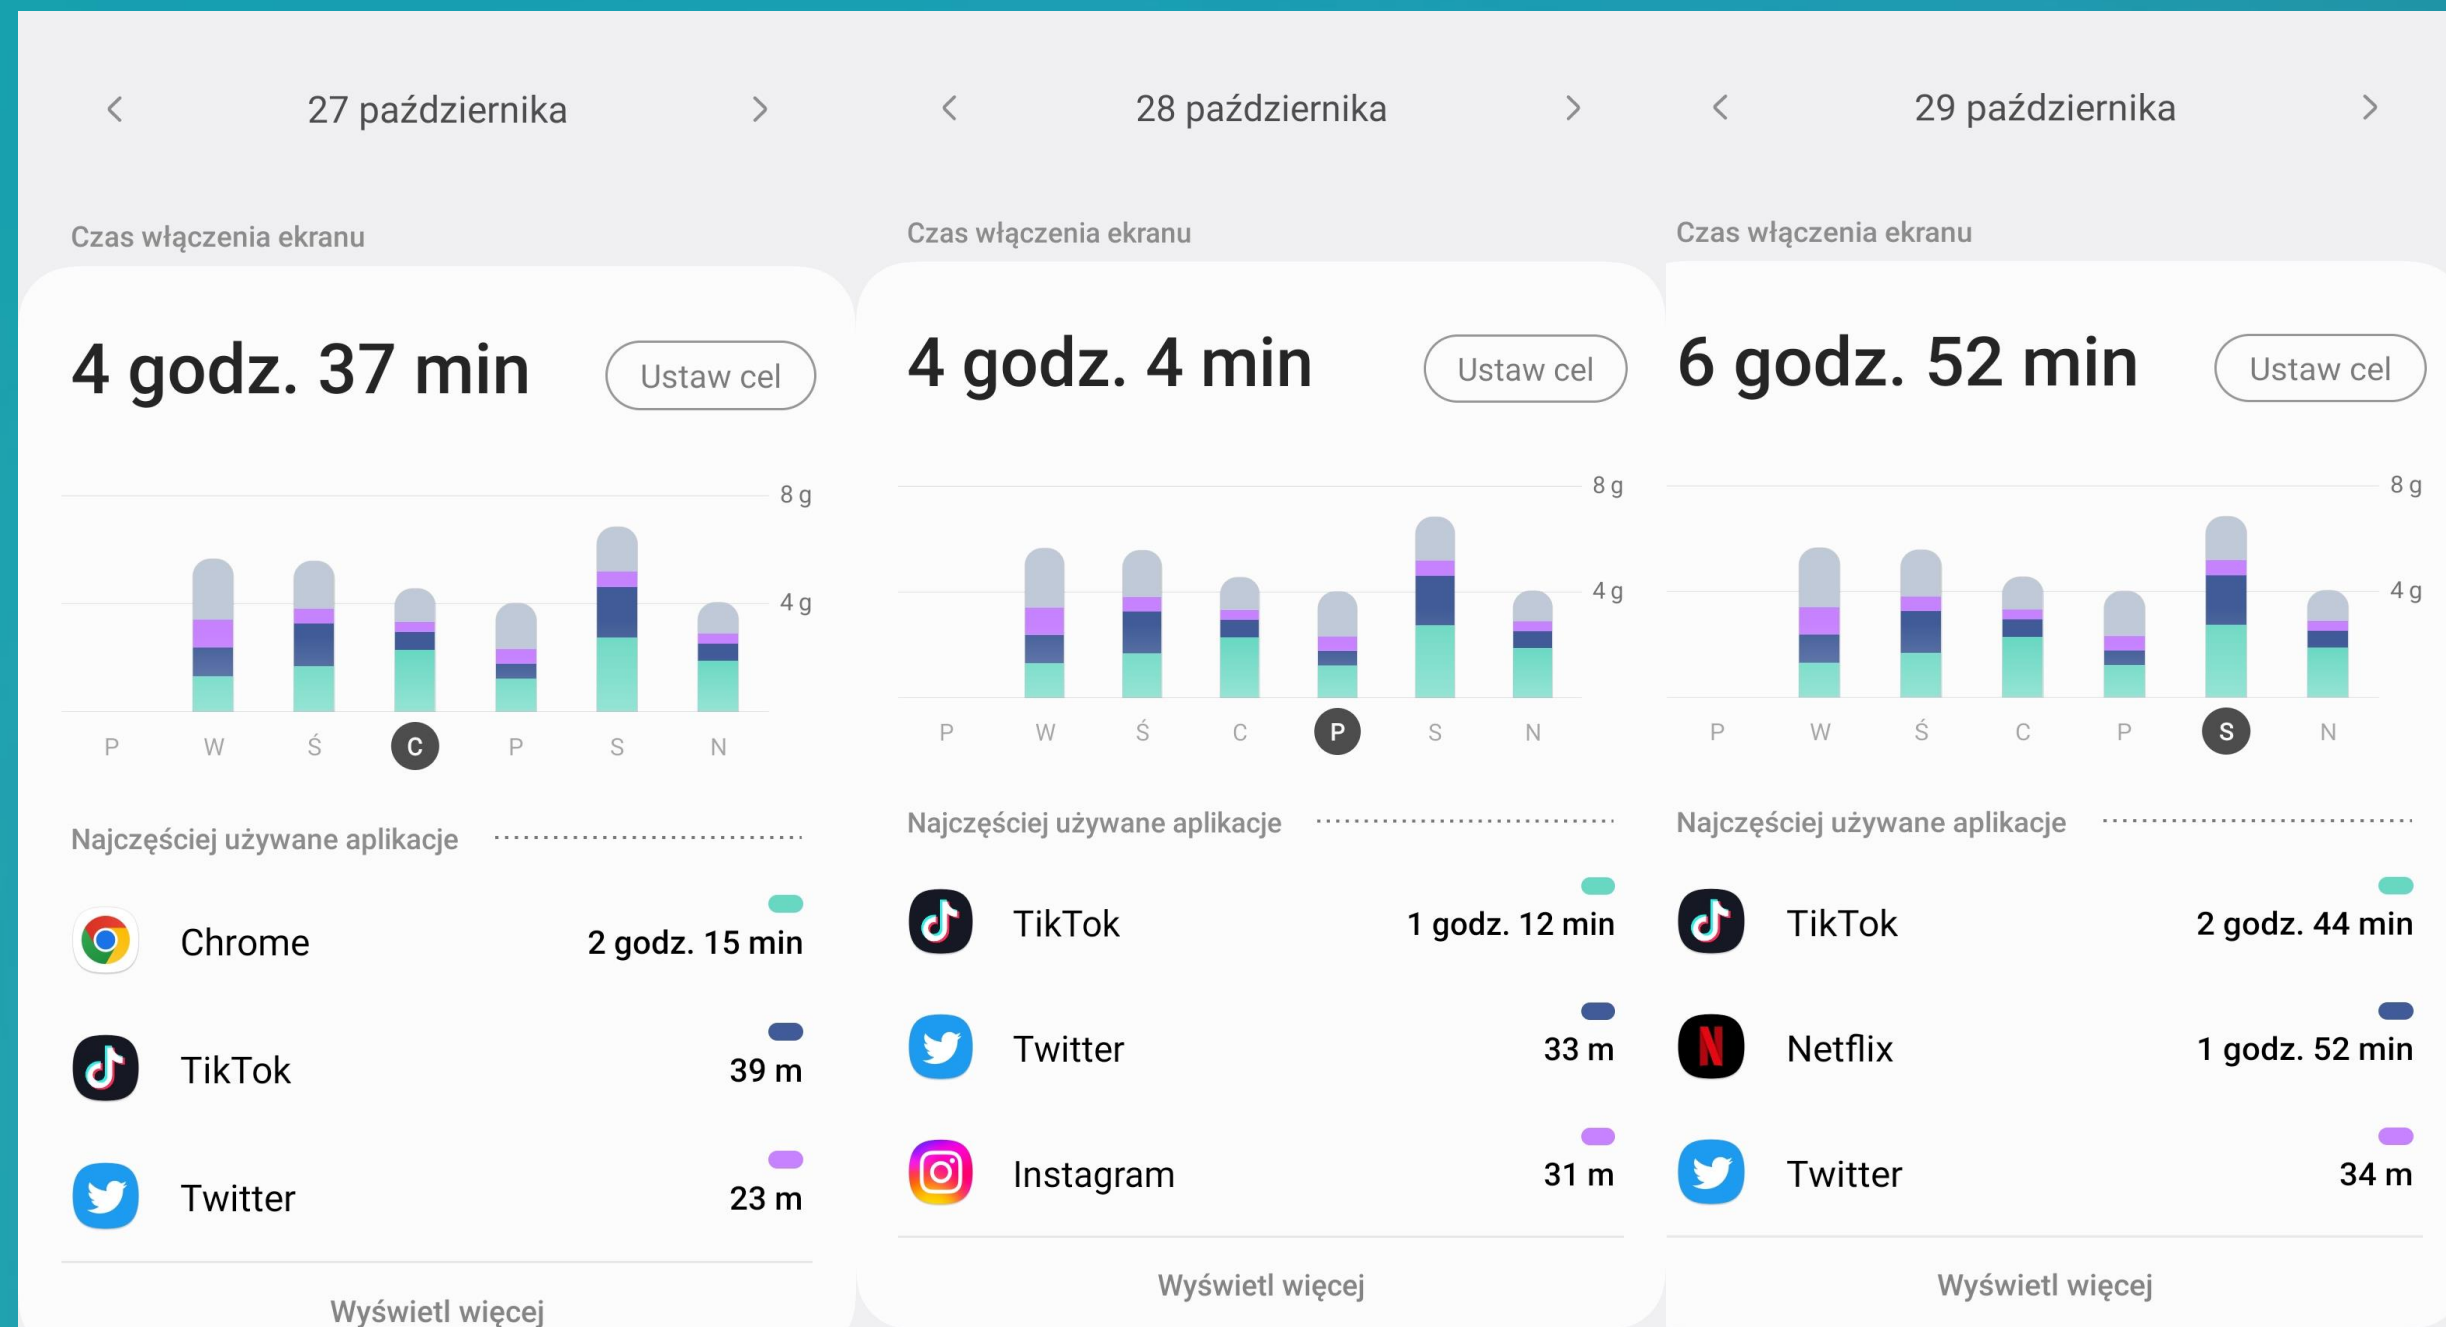 27 października
Czas włączenia ekranu
4 godz. 37 min
Ustaw cel
8 g
4 g
P W Ś C P S N
Najczęściej używane aplikacje
Chrome 2 godz. 15 min
TikTok 39 m
Twitter 23 m
Wyświetl więcej
28 października
Czas włączenia ekranu
4 godz. 4 min
Ustaw cel
8 g
4 g
P W Ś C P S N
Najczęściej używane aplikacje
TikTok 1 godz. 12 min
Twitter 33 m
Instagram 31 m
Wyświetl więcej
29 października
Czas włączenia ekranu
6 godz. 52 min
Ustaw cel
8 g
4 g
P W Ś C P S N
Najczęściej używane aplikacje
TikTok 2 godz. 44 min
Netflix 1 godz. 52 min
Twitter 34 m
Wyświetl więcej